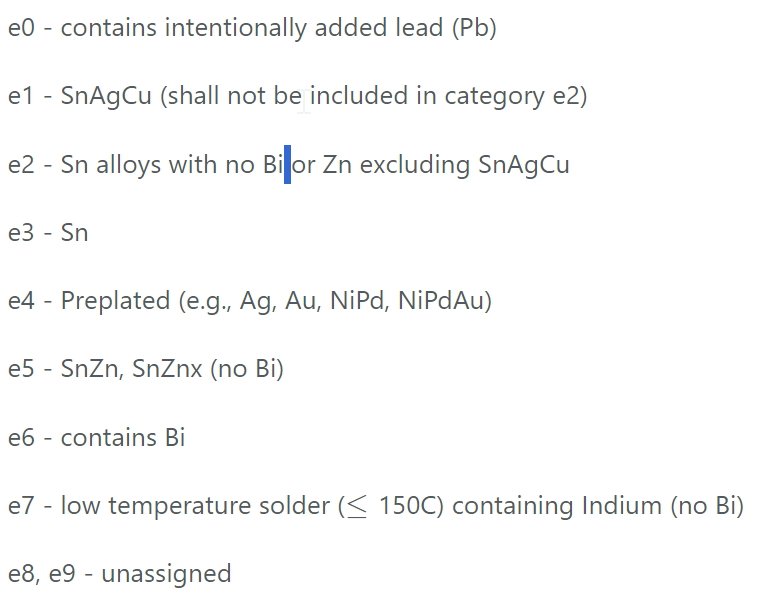 e0 - contains intentionally added lead (Pb)
e1 - SnAgCu (shall not be included in category e2)
e2 - Sn alloys with no Bi or Zn excluding SnAgCu
e3 - Sn
e4 - Preplated (e.g., Ag, Au, NiPd, NiPdAu)
e5 - SnZn, SnZnx (no Bi)
e6 - contains Bi
e7 - low temperature solder (≤ 150C) containing Indium (no Bi)
e8, e9 - unassigned